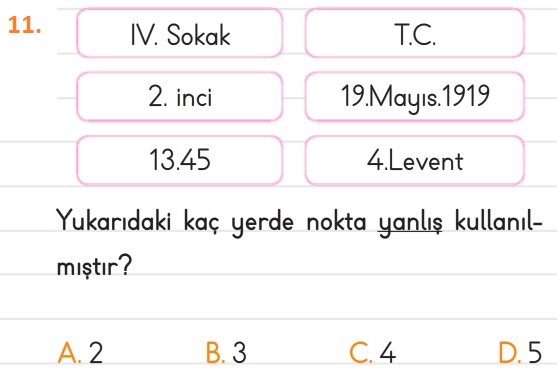 11.
IV. Sokak
T.C.
2. inci
19.Mayıs.1919
13.45
4.Levent
Yukarıdaki kaç yerde nokta yanlış kullanıl-
mıştır?
A. 2 B. 3 C. 4 D. 5